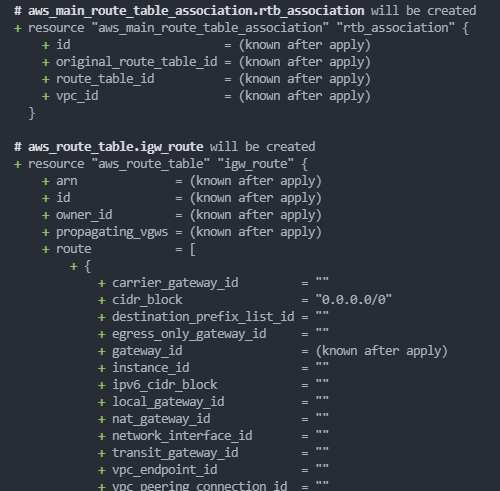 # aws_main_route_table_association.rtb_association will be created
+ resource "aws_main_route_table_association" "rtb_association" {
+ id = (known after apply)
+ original_route_table_id = (known after apply)
+ route_table_id = (known after apply)
+ vpc_id = (known after apply)
}
# aws_route_table.igw_route will be created
+ resource "aws_route_table" "igw_route" {
+ arn = (known after apply)
+ id = (known after apply)
+ owner_id = (known after apply)
+ propagating_vgws = (known after apply)
+ route = [
+ {
+ carrier_gateway_id = ""
+ cidr_block = "0.0.0.0/0"
+ destination_prefix_list_id = ""
+ egress_only_gateway_id = ""
+ gateway_id = (known after apply)
+ instance_id = ""
+ ipv6_cidr_block = ""
+ local_gateway_id = ""
+ nat_gateway_id = ""
+ network_interface_id = ""
+ transit_gateway_id = ""
+ vpc_endpoint_id = ""
+ vpc_peering_connection_id = ""